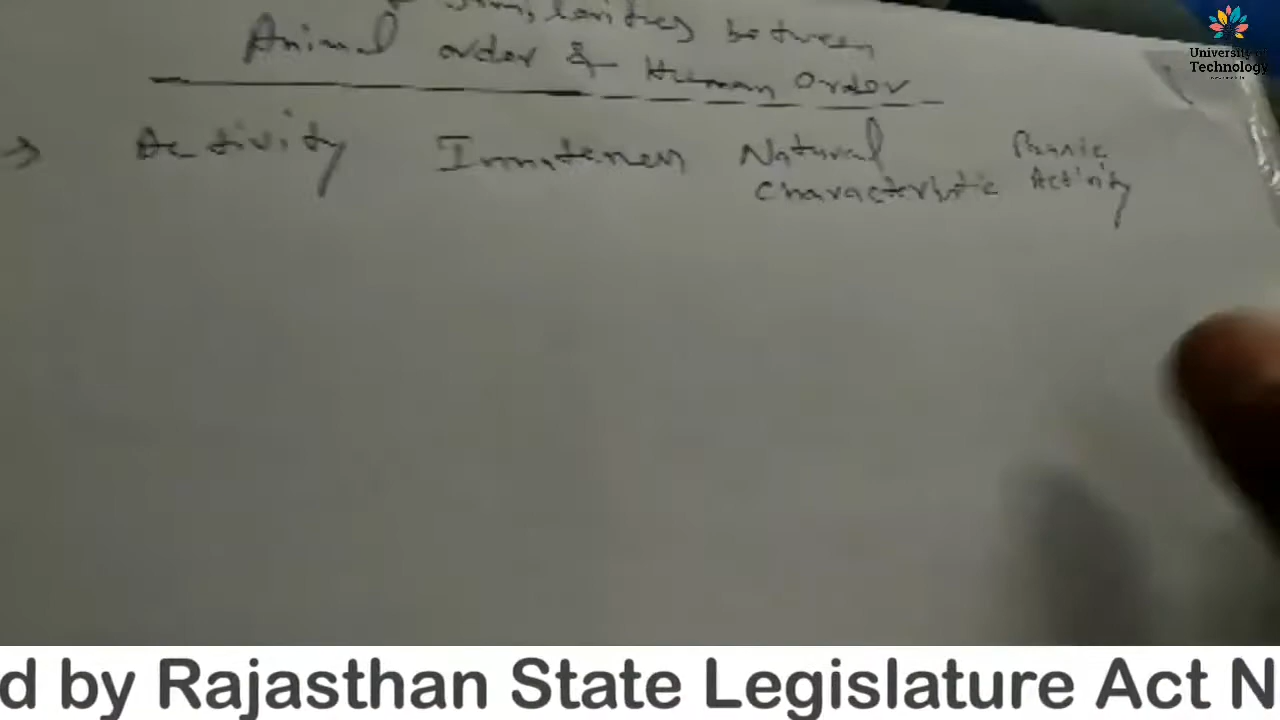 Similarities between
Animal order & Human Order
→ Activity Innateness Natural Characteristic
Activity
University of
Technology
d by Rajasthan State Legislature Act N